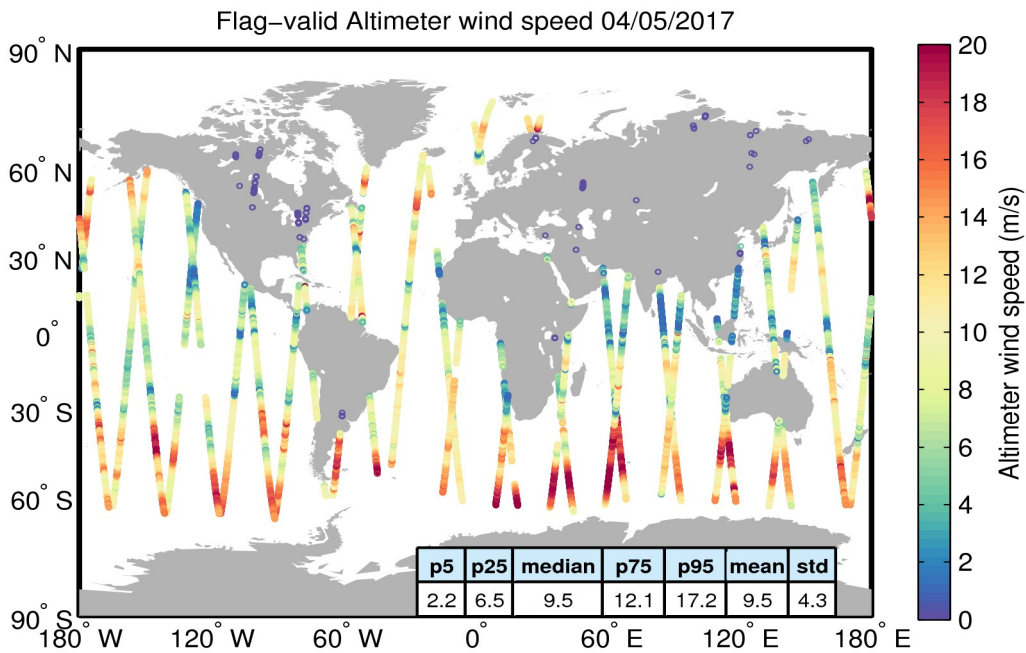 Flag−valid Altimeter wind speed 04/05/2017
90° N
60° N
30° N
0°
30° S
60° S
90° S
180° W
120° W
60° W
0°
60° E
120° E
180° E
p5 p25 median p75 p95 mean std
2.2 6.5 9.5 12.1 17.2 9.5 4.3
20
18
16
14
12
10
8
6
4
2
0
Altimeter wind speed (m/s)